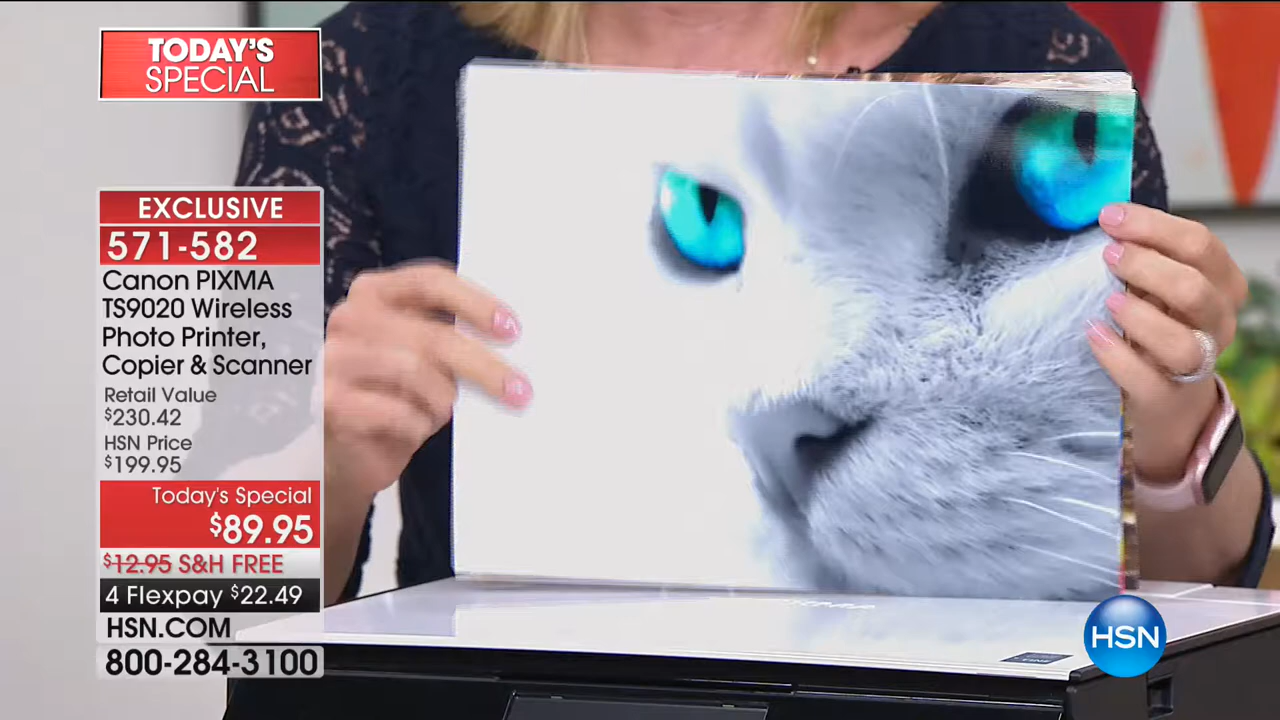 TODAY'S
SPECIAL
EXCLUSIVE
571-582
Canon PIXMA
TS9020 Wireless
Photo Printer,
Copier & Scanner
Retail Value
$230.42
HSN Price
$199.95
Today's Special
$89.95
$12.95 S&H FREE
4 Flexpay $22.49
HSN.COM
800-284-3100
HSN